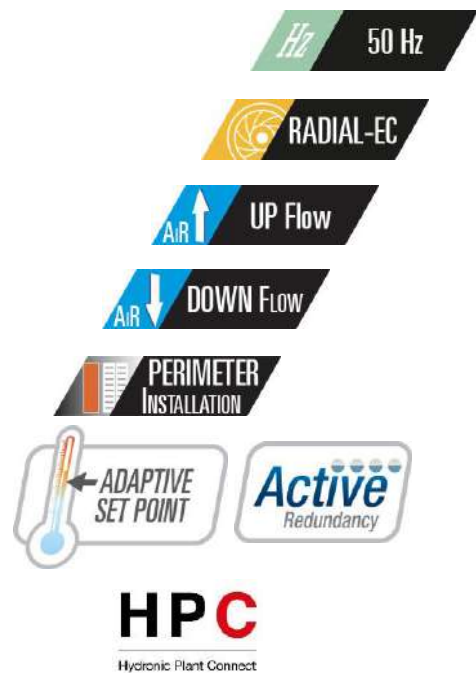 Hz 50 Hz
RADIAL-EC
AIR UP Flow
AIR DOWN FLOW
PERIMETER
INSTALLATION
ADAPTIVE
SET POINT
Active
Redundancy
HPC
Hydronic Plant Connect